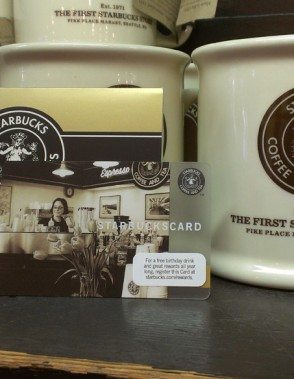 Est. 1971
THE FIRST STARBUCKS STORE
PIKE PLACE MARKET, SEATTLE,
STARBUCKS
Espresso
STARBUCKSCARD
For a free birthday drink
and great rewards all year
long, register this Card at
starbucks.com/rewards.
COFFEE
THE FIRST S
PIKE PLACE